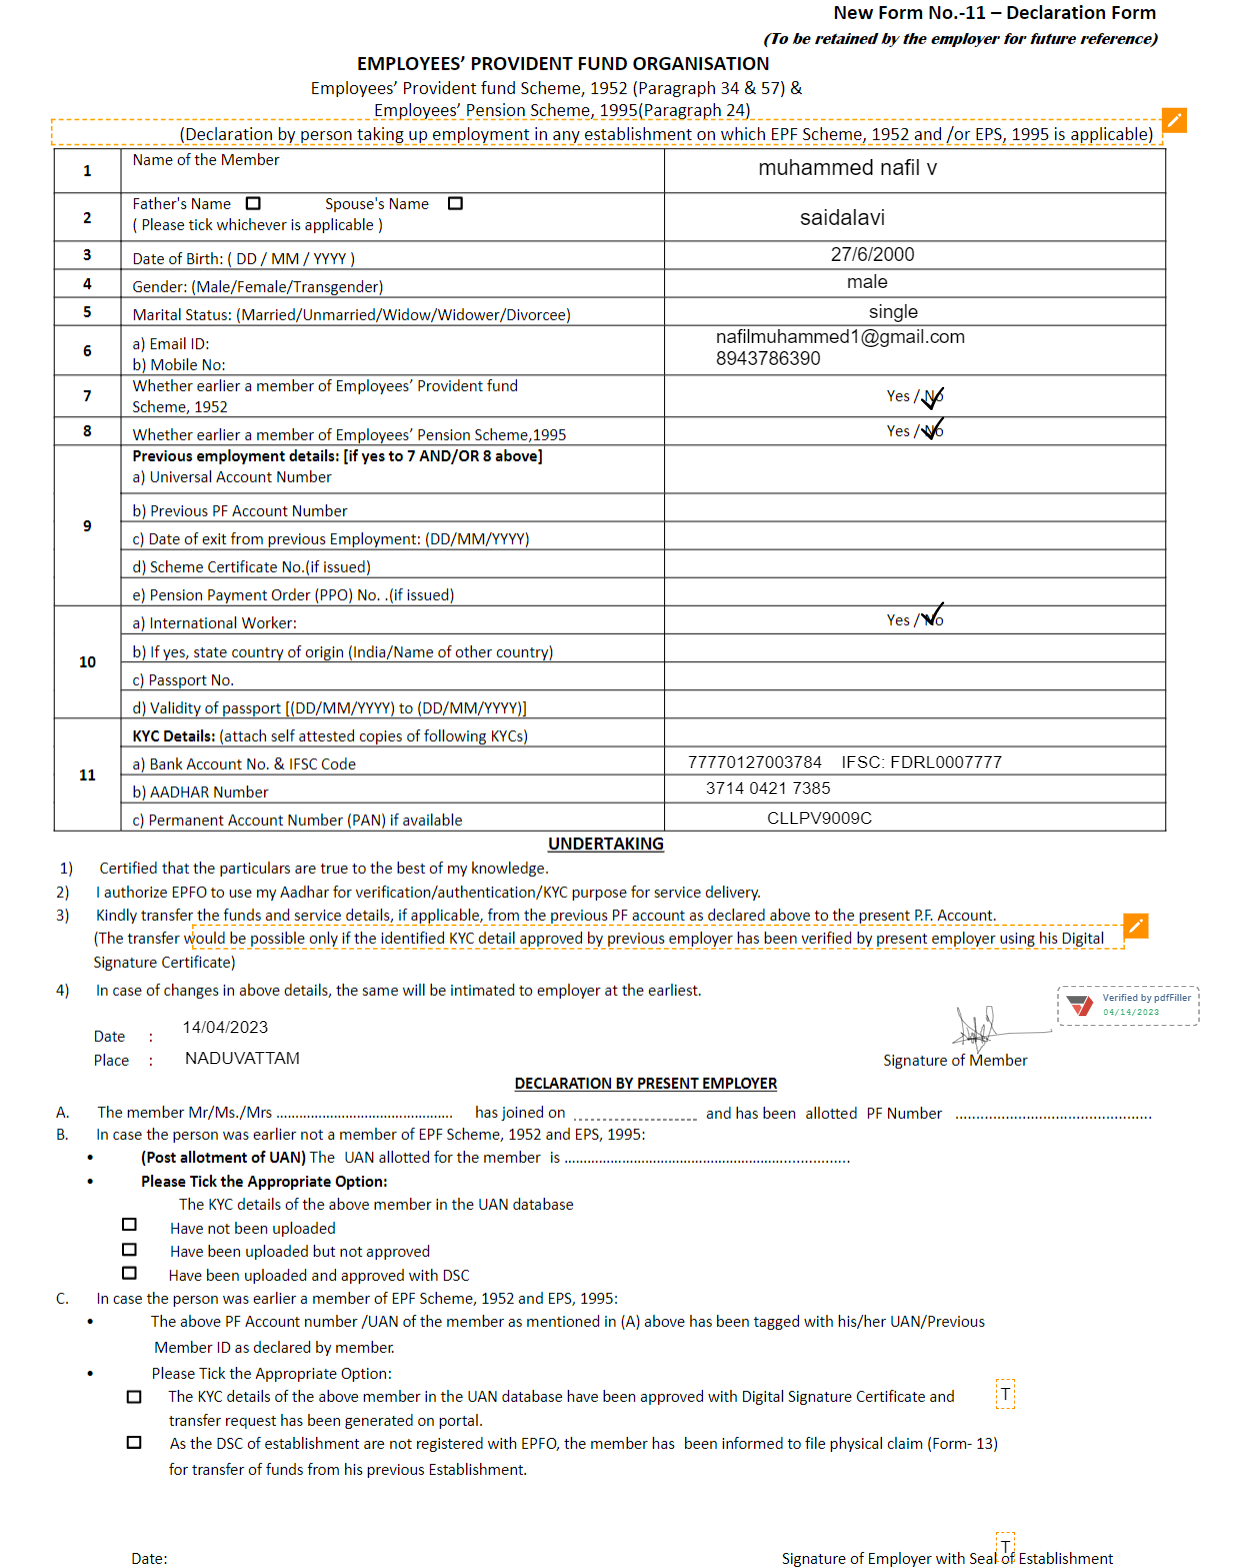 New Form No.-11 – Declaration Form
(To be retained by the employer for future reference)
EMPLOYEES’ PROVIDENT FUND ORGANISATION
Employees’ Provident fund Scheme, 1952 (Paragraph 34 & 57) &
Employees’ Pension Scheme, 1995(Paragraph 24)
(Declaration by person taking up employment in any establishment on which EPF Scheme, 1952 and /or EPS, 1995 is applicable)
1 Name of the Member muhammed nafil v
2 Father's Name Spouse's Name
( Please tick whichever is applicable ) saidalavi
3 Date of Birth: ( DD / MM / YYYY ) 27/6/2000
4 Gender: (Male/Female/Transgender) male
5 Marital Status: (Married/Unmarried/Widow/Widower/Divorcee) single
6 a) Email ID: nafilmuhammed1@gmail.com
b) Mobile No: 8943786390
7 Whether earlier a member of Employees’ Provident fund
Scheme, 1952 Yes / No
8 Whether earlier a member of Employees’ Pension Scheme,1995 Yes / No
9 Previous employment details: [if yes to 7 AND/OR 8 above]
a) Universal Account Number
b) Previous PF Account Number
c) Date of exit from previous Employment: (DD/MM/YYYY)
d) Scheme Certificate No.(if issued)
e) Pension Payment Order (PPO) No. .(if issued)
10 a) International Worker: Yes / No
b) If yes, state country of origin (India/Name of other country)
c) Passport No.
d) Validity of passport [(DD/MM/YYYY) to (DD/MM/YYYY)]
11 KYC Details: (attach self attested copies of following KYCs)
a) Bank Account No. & IFSC Code 77770127003784 IFSC: FDRL0007777
b) AADHAR Number 3714 0421 7385
c) Permanent Account Number (PAN) if available CLLPV9009C
UNDERTAKING
1) Certified that the particulars are true to the best of my knowledge.
2) I authorize EPFO to use my Aadhar for verification/authentication/KYC purpose for service delivery.
3) Kindly transfer the funds and service details, if applicable, from the previous PF account as declared above to the present P.F. Account.
(The transfer would be possible only if the identified KYC detail approved by previous employer has been verified by present employer using his Digital
Signature Certificate)
4) In case of changes in above details, the same will be intimated to employer at the earliest.
Verified by pdfFiller
04/14/2023
Date : 14/04/2023
Place : NADUVATTAM Signature of Member
DECLARATION BY PRESENT EMPLOYER
A. The member Mr/Ms./Mrs .............................................. has joined on ........................ and has been allotted PF Number ................................................
B. In case the person was earlier not a member of EPF Scheme, 1952 and EPS, 1995:
• (Post allotment of UAN) The UAN allotted for the member is ......................................................................
• Please Tick the Appropriate Option:
The KYC details of the above member in the UAN database
Have not been uploaded
Have been uploaded but not approved
Have been uploaded and approved with DSC
C. In case the person was earlier a member of EPF Scheme, 1952 and EPS, 1995:
• The above PF Account number /UAN of the member as mentioned in (A) above has been tagged with his/her UAN/Previous
Member ID as declared by member.
• Please Tick the Appropriate Option:
The KYC details of the above member in the UAN database have been approved with Digital Signature Certificate and T
transfer request has been generated on portal.
As the DSC of establishment are not registered with EPFO, the member has been informed to file physical claim (Form- 13)
for transfer of funds from his previous Establishment.
T
Date: Signature of Employer with Seal of Establishment